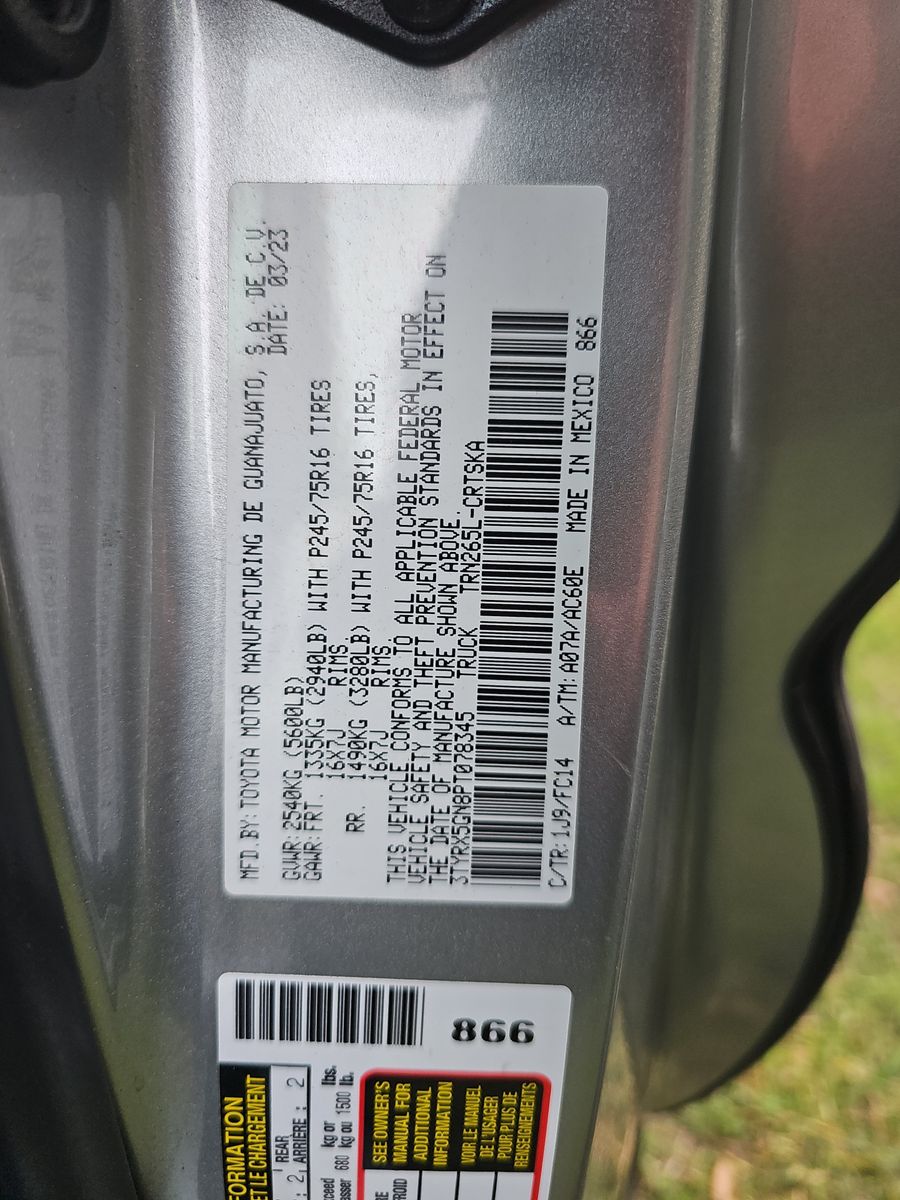 MFD.BY:TOYOTA MOTOR MANUFACTURING DE GUANAJUATO, S.A. DE C.V.
DATE: 03/23
GVWR:2540KG (5600LB)
GAWR:FRT. 1335KG (2940LB) WITH P245/75R16 TIRES
16X7J RIMS.
RR. 1490KG (3280LB) WITH P245/75R16 TIRES,
16X7J RIMS.
THIS VEHICLE CONFORMS TO ALL APPLICABLE FEDERAL MOTOR
VEHICLE SAFETY AND THEFT PREVENTION STANDARDS IN EFFECT ON
THE DATE OF MANUFACTURE SHOWN ABOVE.
3TYRX5GN8PT078345 TRUCK TRN265L-CRTSKA
C/TR:1J9/FC14 A/TM:A07A/AC60E MADE IN MEXICO 866
866
: 2
REAR
: 2, ARRIÈRE : 2
kg or lbs.
680 kg ou 1500 lb.
SEE OWNER'S
MANUAL FOR
ADDITIONAL
INFORMATION
VOIR LE MANUEL
DE L'USAGER
POUR PLUS DE
RENSEIGNEMENTS